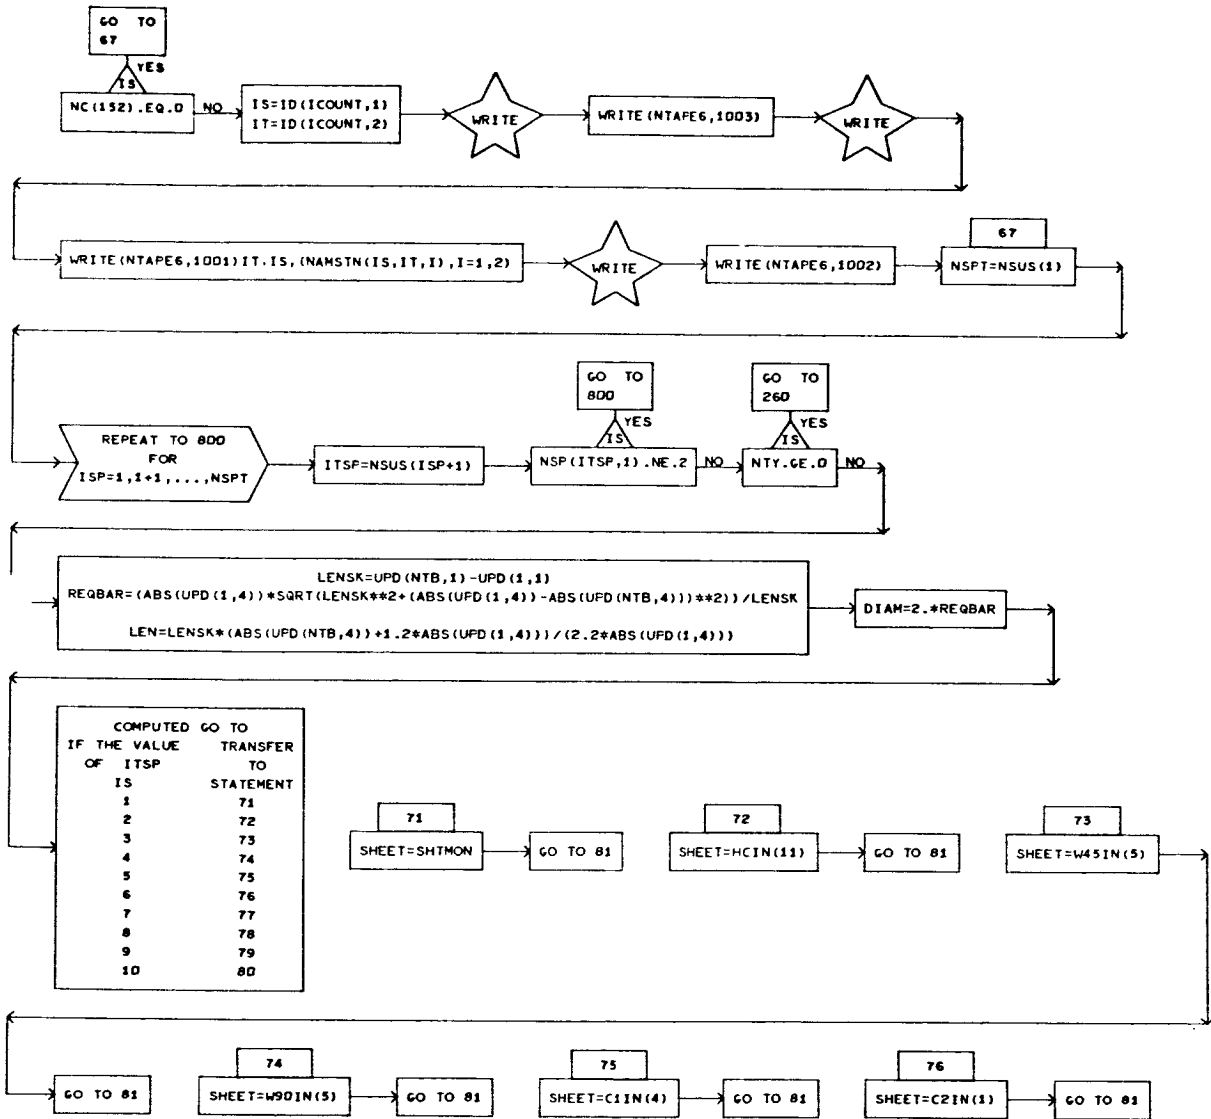 GO TO
67
YES
IS
NC(152).EQ.0
NO
IS=ID(ICOUNT,1)
IT=ID(ICOUNT,2)
WRITE
WRITE(NTAPE6,1003)
WRITE
WRITE(NTAPE6,1001)IT.IS,(NAMSTN(IS,IT,I),I=1,2)
WRITE
WRITE(NTAPE6,1002)
67
NSPT=NSUS(1)
REPEAT TO 800
FOR
ISP=1,1+1,...,NSPT
ITSP=NSUS(ISP+1)
GO TO
800
YES
IS
NSP(ITSP,1).NE.2
NO
GO TO
260
YES
IS
NTY.GE.0
NO
LENSK=UPD(NTB,1)-UPD(1,1)
REQBAR=(ABS(UPD(1,4))*SQRT(LENSK**2+(ABS(UPD(1,4))-ABS(UPD(NTB,4)))**2))/LENSK
LEN=LENSK*(ABS(UPD(NTB,4))+1.2*ABS(UPD(1,4)))/(2.2*ABS(UPD(1,4)))
DIAM=2.*REQBAR
COMPUTED GO TO
IF THE VALUE TRANSFER
OF ITSP TO
IS STATEMENT
1 71
2 72
3 73
4 74
5 75
6 76
7 77
8 78
9 79
10 80
71
SHEET=SHTMON
GO TO 81
72
SHEET=HCIN(11)
GO TO 81
73
SHEET=W45IN(5)
GO TO 81
74
SHEET=W90IN(5)
GO TO 81
75
SHEET=C1IN(4)
GO TO 81
76
SHEET=C2IN(1)
GO TO 81